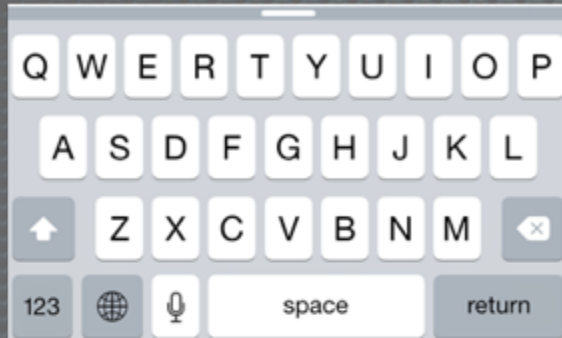 Q W E R T Y U I O P
A S D F G H J K L
Z X C V B N M
123 space return